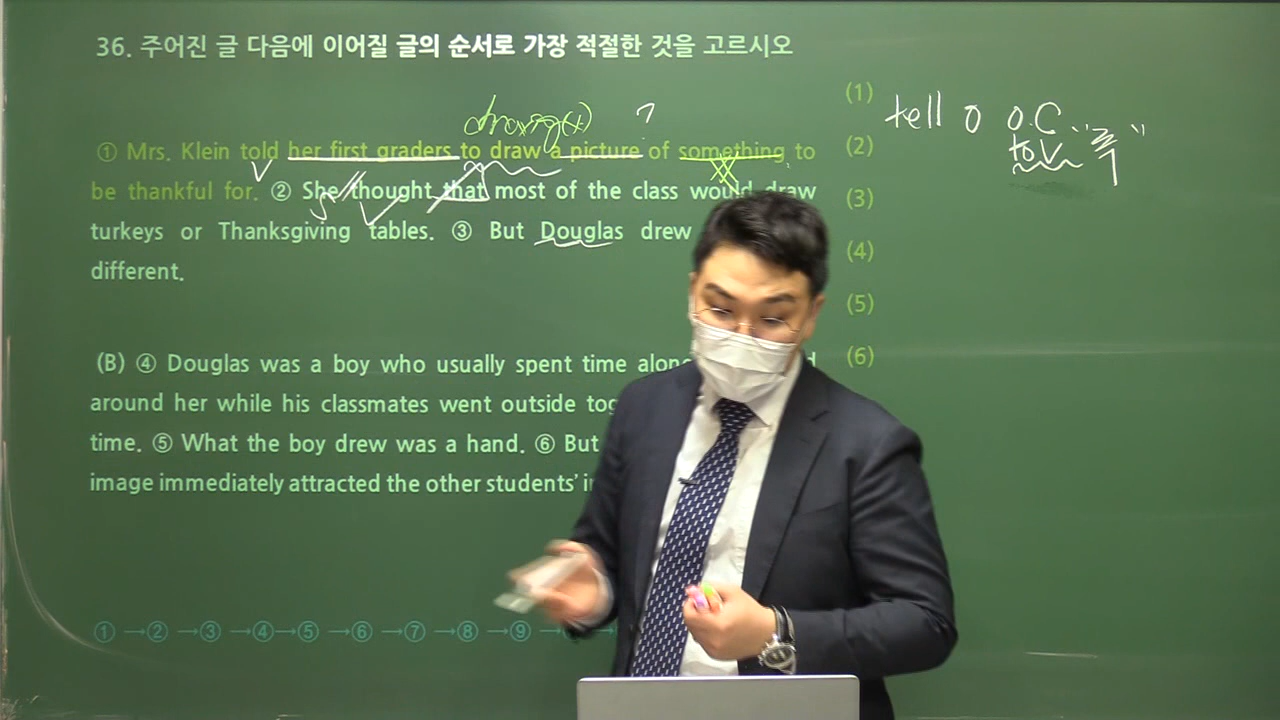 36. 주어진 글 다음에 이어질 글의 순서로 가장 적절한 것을 고르시오
drawing(x) ?
① Mrs. Klein told her first graders to draw a picture of something to
be thankful for. ② She thought that most of the class would draw
turkeys or Thanksgiving tables. ③ But Douglas drew
different.
(B) ④ Douglas was a boy who usually spent time
around her while his classmates went outside
time. ⑤ What the boy drew was a hand. ⑥ But
image immediately attracted the other students'
① →② →③ →④→⑤ →⑥ →⑦ →⑧ →⑨ →
(1)
(2)
(3)
(4)
(5)
(6)
tell O O.C
to V